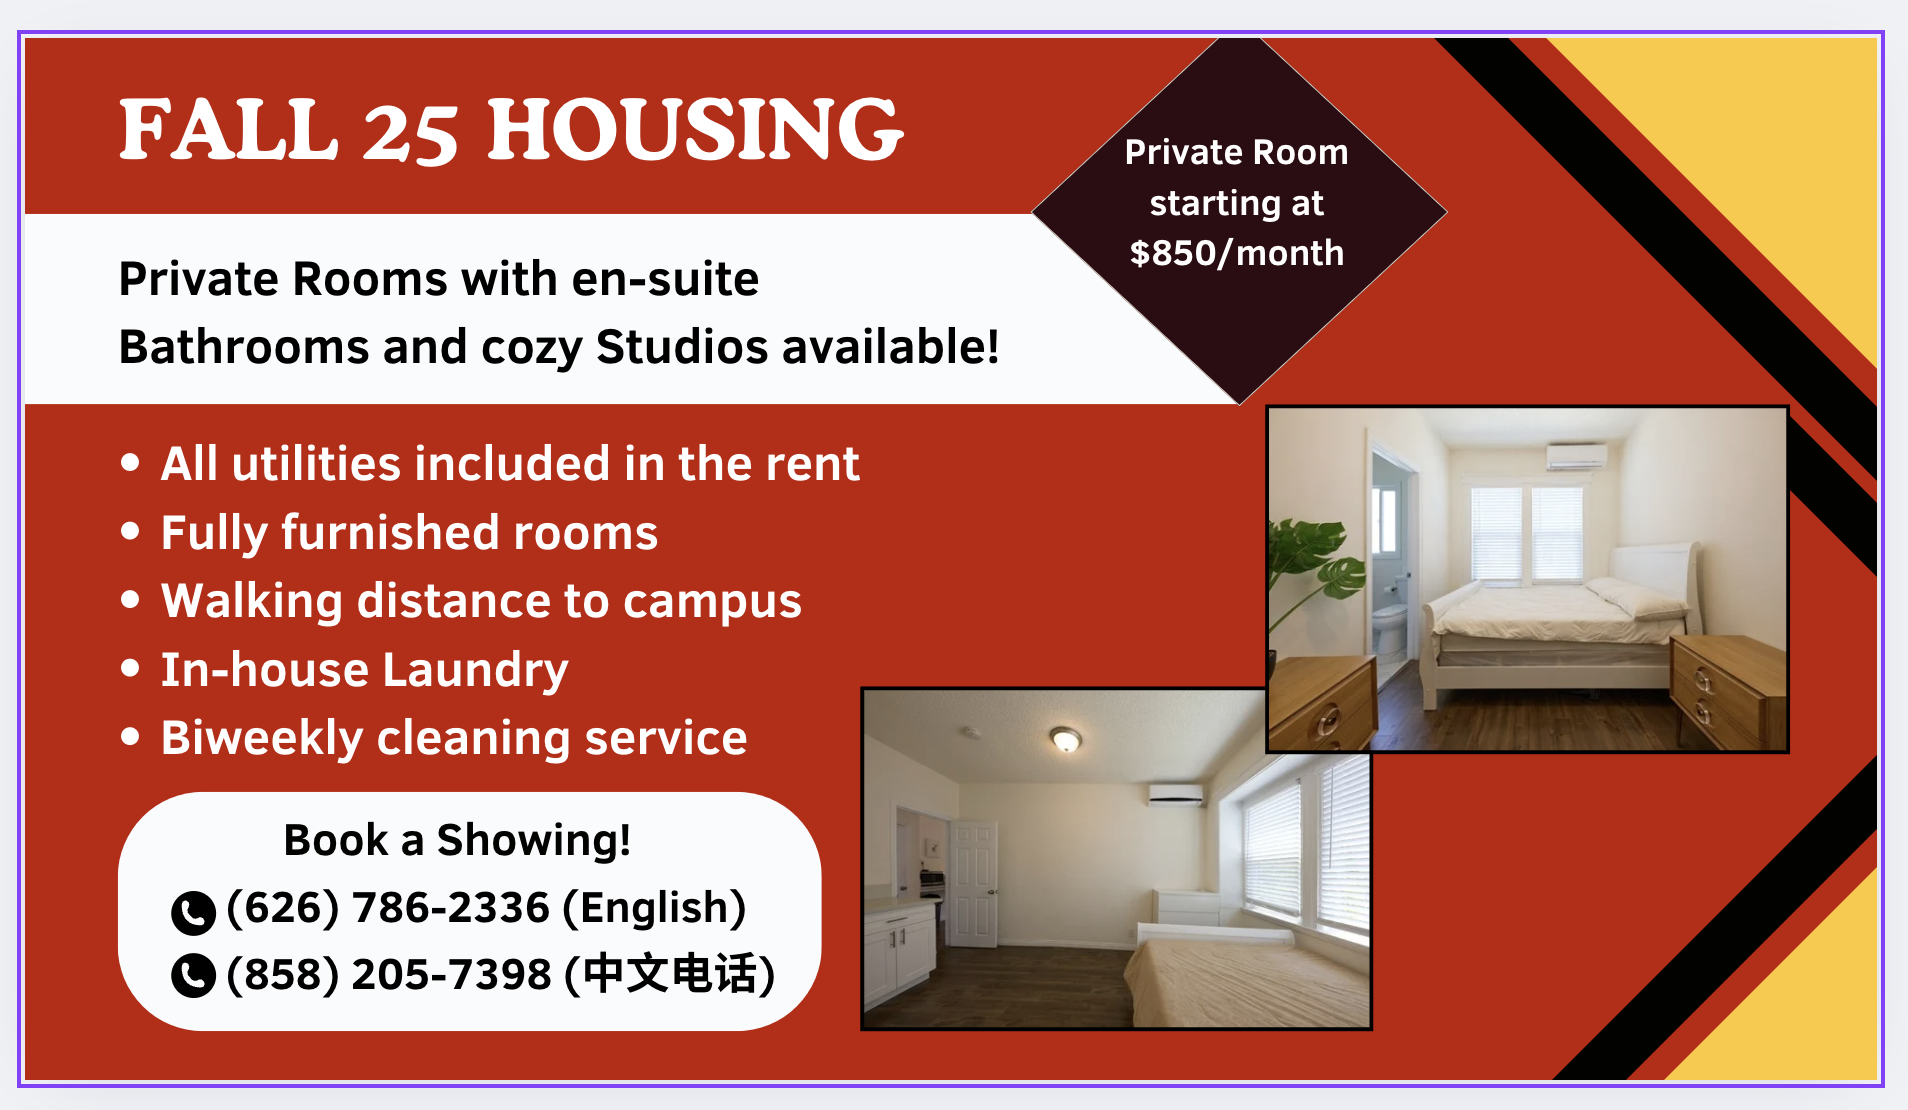 FALL 25 HOUSING
Private Room
starting at
$850/month
Private Rooms with en-suite
Bathrooms and cozy Studios available!
• All utilities included in the rent
• Fully furnished rooms
• Walking distance to campus
• In-house Laundry
• Biweekly cleaning service
Book a Showing!
(626) 786-2336 (English)
(858) 205-7398 (中文电话)